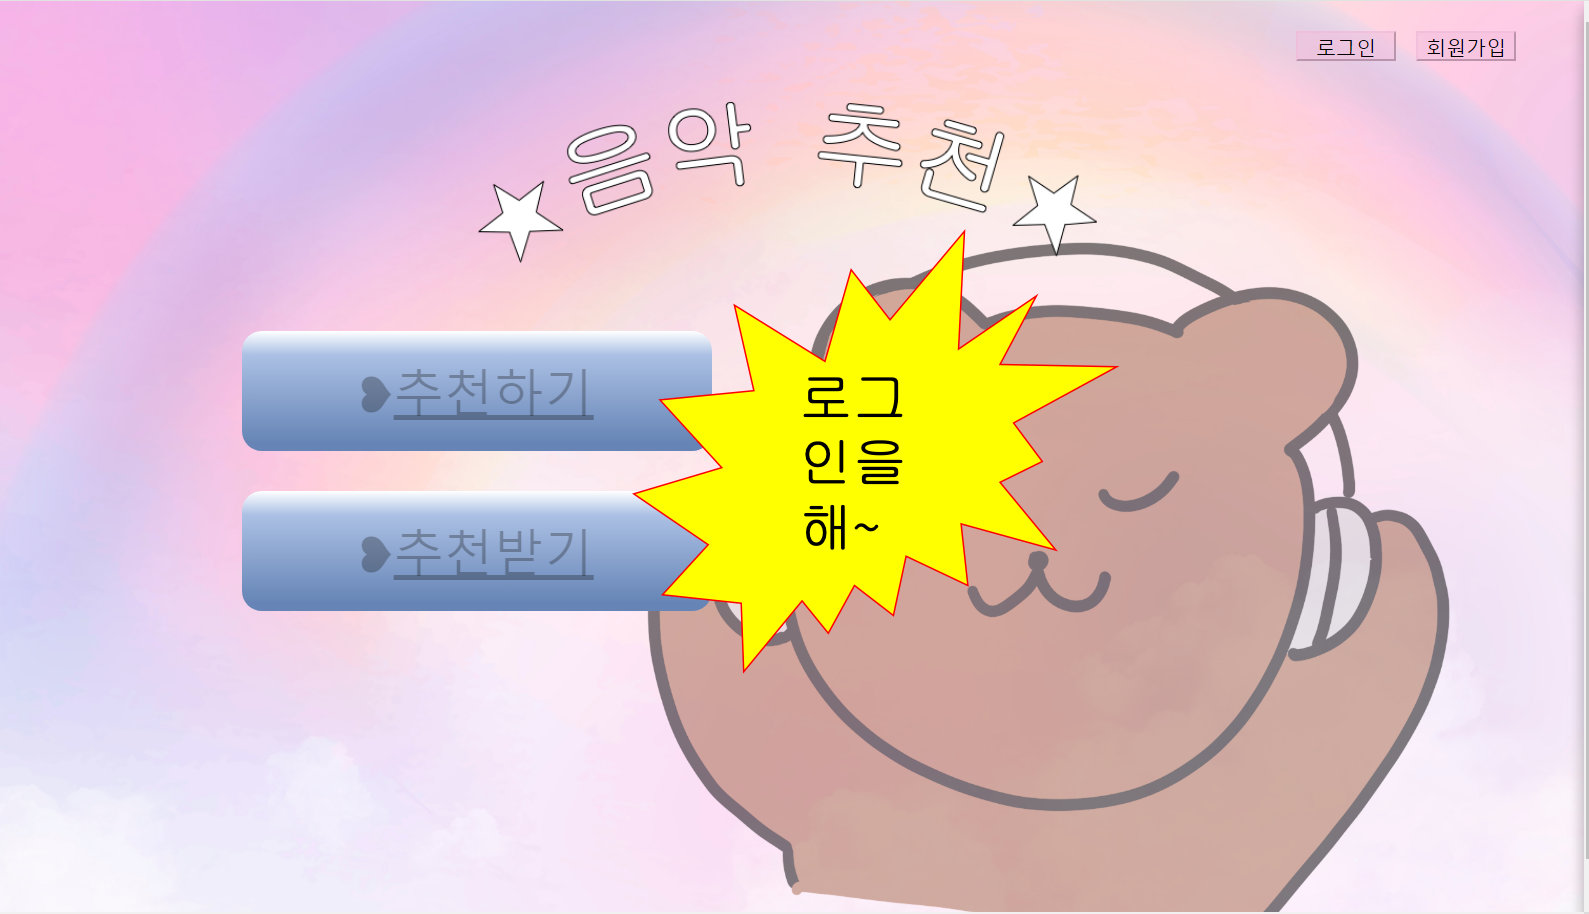 로그인 회원가입
★음악 추천★
❥추천하기
❥추천받기
로그
인을
해~